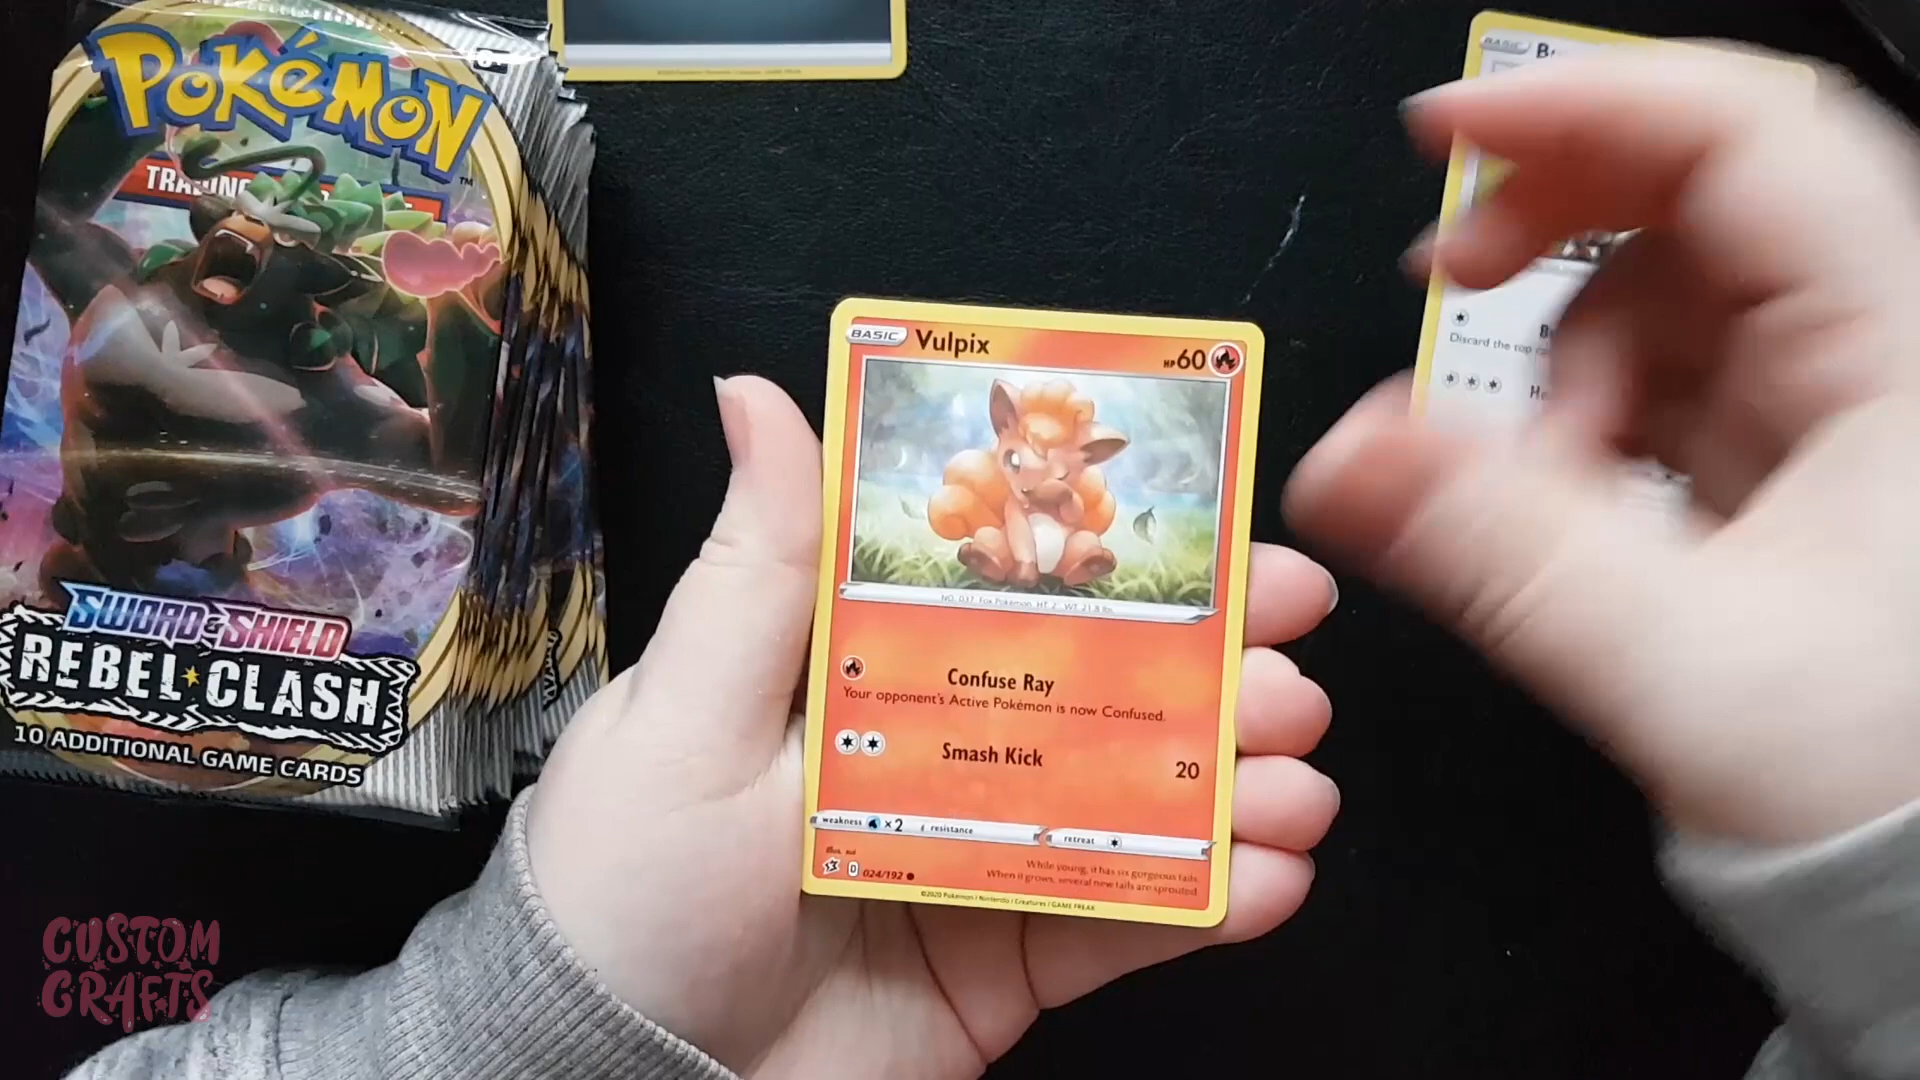 POKéMON
TM
TRADING
SWORD & SHIELD
REBEL CLASH
10 ADDITIONAL GAME CARDS
BASIC Vulpix HP 60
NO. 037 Fox Pokémon HT. 2' WT. 21.8 lbs.
Confuse Ray
Your opponent's Active Pokémon is now Confused.
Smash Kick 20
weakness ×2 resistance retreat
While young, it has six gorgeous tails.
When it grows, several new tails are sprouted.
D 024/192
©2020 Pokémon / Nintendo / Creatures / GAME FREAK
BASIC
Discard the top
CUSTOM
CRAFTS